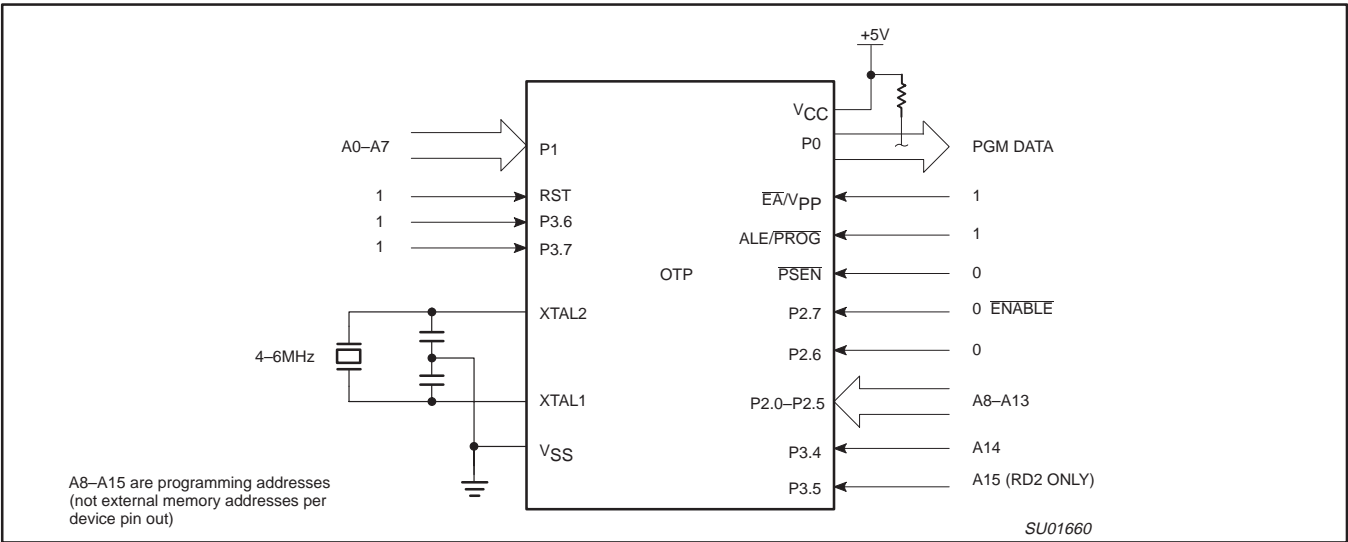 +5V
VCC
A0–A7
P1
P0
PGM DATA
1
RST
EA/VPP
1
1
P3.6
ALE/PROG
1
1
P3.7
OTP
PSEN
0
XTAL2
P2.7
0 ENABLE
4–6MHz
P2.6
0
XTAL1
P2.0–P2.5
A8–A13
VSS
P3.4
A14
P3.5
A15 (RD2 ONLY)
A8–A15 are programming addresses
(not external memory addresses per
device pin out)
SU01660